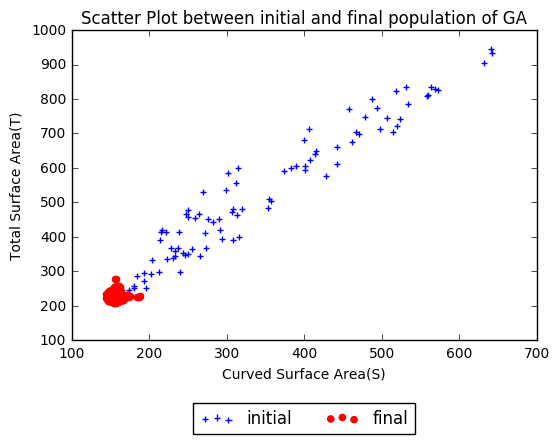 Scatter Plot between initial and final population of GA
1000
900
800
700
600
500
400
300
200
100
Total Surface Area(T)
100 200 300 400 500 600 700
Curved Surface Area(S)
initial final